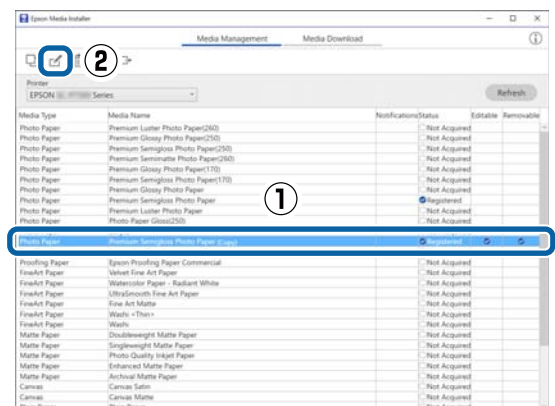 Epson Media Installer
Media Management Media Download
②
Printer
EPSON Series
Refresh
Media Type Media Name Notifications Status Editable Removable
Photo Paper Premium Luster Photo Paper(260) Not Acquired
Photo Paper Premium Glossy Photo Paper(250) Not Acquired
Photo Paper Premium Semigloss Photo Paper(250) Not Acquired
Photo Paper Premium Semimatte Photo Paper(260) Not Acquired
Photo Paper Premium Glossy Photo Paper(170) Not Acquired
Photo Paper Premium Semigloss Photo Paper(170) Not Acquired
Photo Paper Premium Glossy Photo Paper Not Acquired
Photo Paper Premium Semigloss Photo Paper Registered
Photo Paper Premium Luster Photo Paper Not Acquired
Photo Paper Photo Paper Gloss(250) Not Acquired
①
Photo Paper Premium Semigloss Photo Paper (Copy) Registered
Proofing Paper Epson Proofing Paper Commercial Not Acquired
FineArt Paper Velvet Fine Art Paper Not Acquired
FineArt Paper Watercolor Paper - Radiant White Not Acquired
FineArt Paper UltraSmooth Fine Art Paper Not Acquired
FineArt Paper Fine Art Matte Not Acquired
FineArt Paper Washi <Thin> Not Acquired
FineArt Paper Washi Not Acquired
Matte Paper Doubleweight Matte Paper Not Acquired
Matte Paper Singleweight Matte Paper Not Acquired
Matte Paper Photo Quality Inkjet Paper Not Acquired
Matte Paper Enhanced Matte Paper Not Acquired
Matte Paper Archival Matte Paper Not Acquired
Canvas Canvas Satin Not Acquired
Canvas Canvas Matte Not Acquired